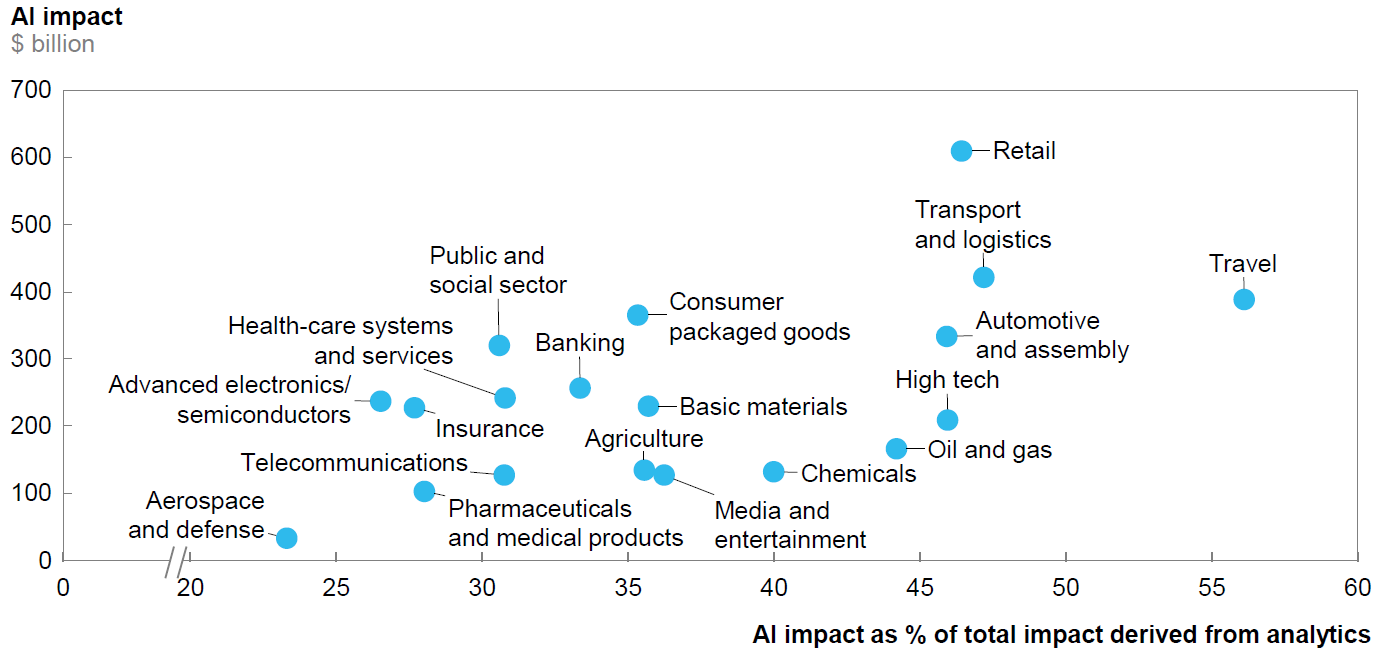 AI impact
$ billion
700
600
500
400
300
200
100
0
Retail
Transport
and logistics
Travel
Public and
social sector
Consumer
packaged goods
Health-care systems
and services
Banking
Automotive
and assembly
High tech
Advanced electronics/
semiconductors
Insurance
Basic materials
Agriculture
Oil and gas
Telecommunications
Chemicals
Aerospace
and defense
Pharmaceuticals
and medical products
Media and
entertainment
0 20 25 30 35 40 45 50 55 60
AI impact as % of total impact derived from analytics